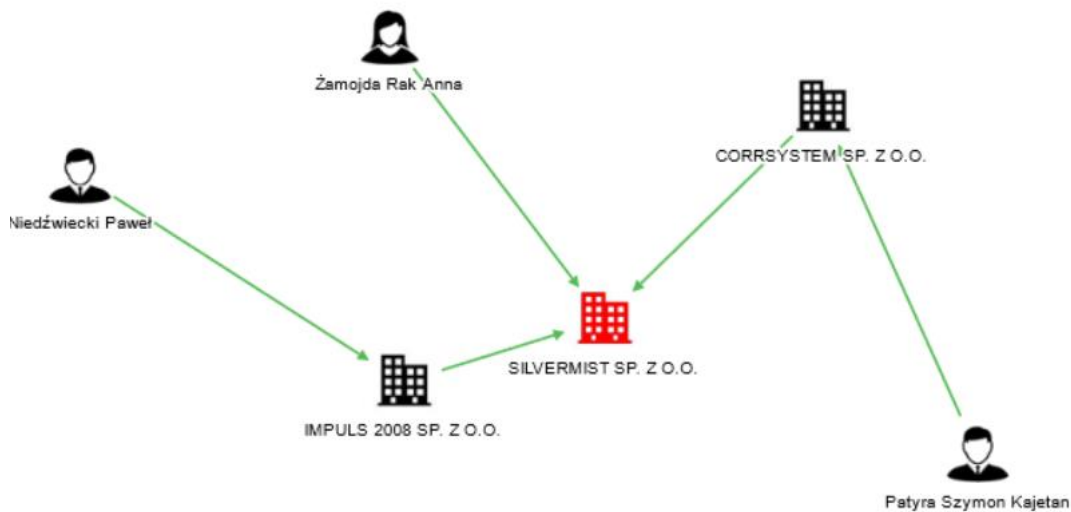 Żamojda Rak Anna
CORRSYSTEM SP. Z O.O.
Niedźwiecki Paweł
SILVERMIST SP. Z O.O.
IMPULS 2008 SP. Z O.O.
Patyra Szymon Kajetan